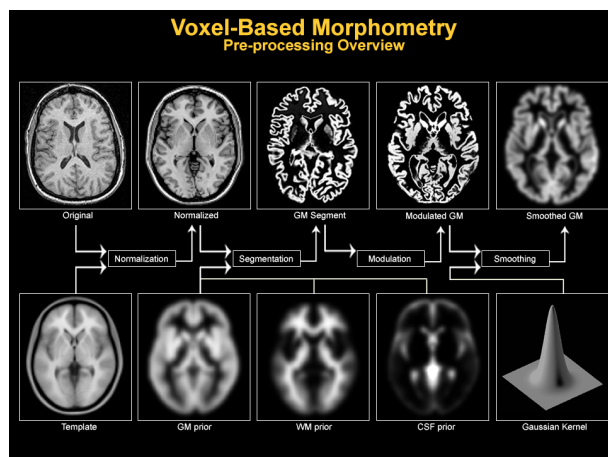 Voxel-Based Morphometry
Pre-processing Overview
Original
Normalized
GM Segment
Modulated GM
Smoothed GM
Normalization
Segmentation
Modulation
Smoothing
Template
GM prior
WM prior
CSF prior
Gaussian Kernel